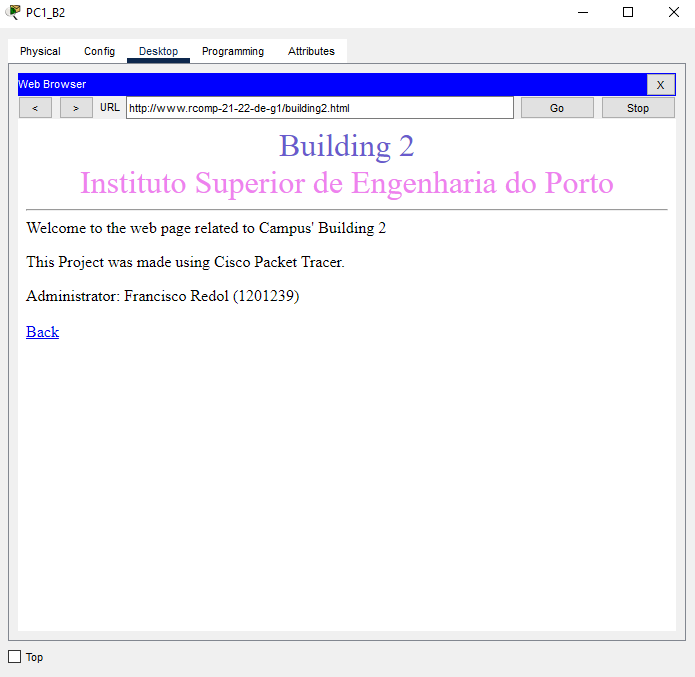 PC1_B2
Physical Config Desktop Programming Attributes
Web Browser X
< > URL http://www.rcomp-21-22-de-g1/building2.html Go Stop
Building 2
Instituto Superior de Engenharia do Porto
Welcome to the web page related to Campus' Building 2
This Project was made using Cisco Packet Tracer.
Administrator: Francisco Redol (1201239)
Back
Top